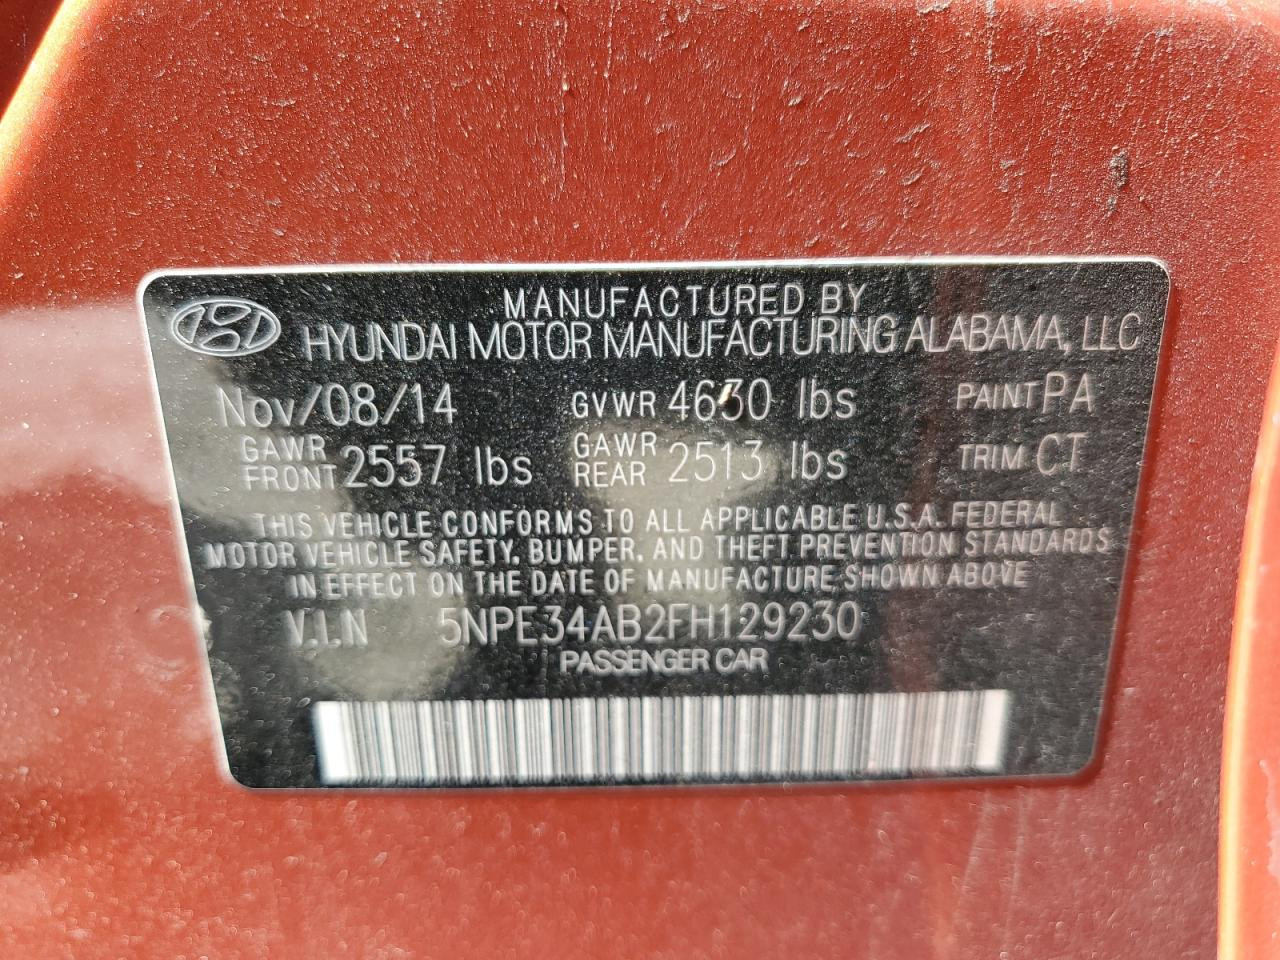 MANUFACTURED BY
HYUNDAI MOTOR MANUFACTURING ALABAMA, LLC
Nov/08/14 GVWR 4630 lbs PAINT PA
GAWR FRONT 2557 lbs GAWR REAR 2513 lbs TRIM CT
THIS VEHICLE CONFORMS TO ALL APPLICABLE U.S.A. FEDERAL
MOTOR VEHICLE SAFETY, BUMPER, AND THEFT PREVENTION STANDARDS
IN EFFECT ON THE DATE OF MANUFACTURE SHOWN ABOVE
V.I.N 5NPE34AB2FH129230
PASSENGER CAR